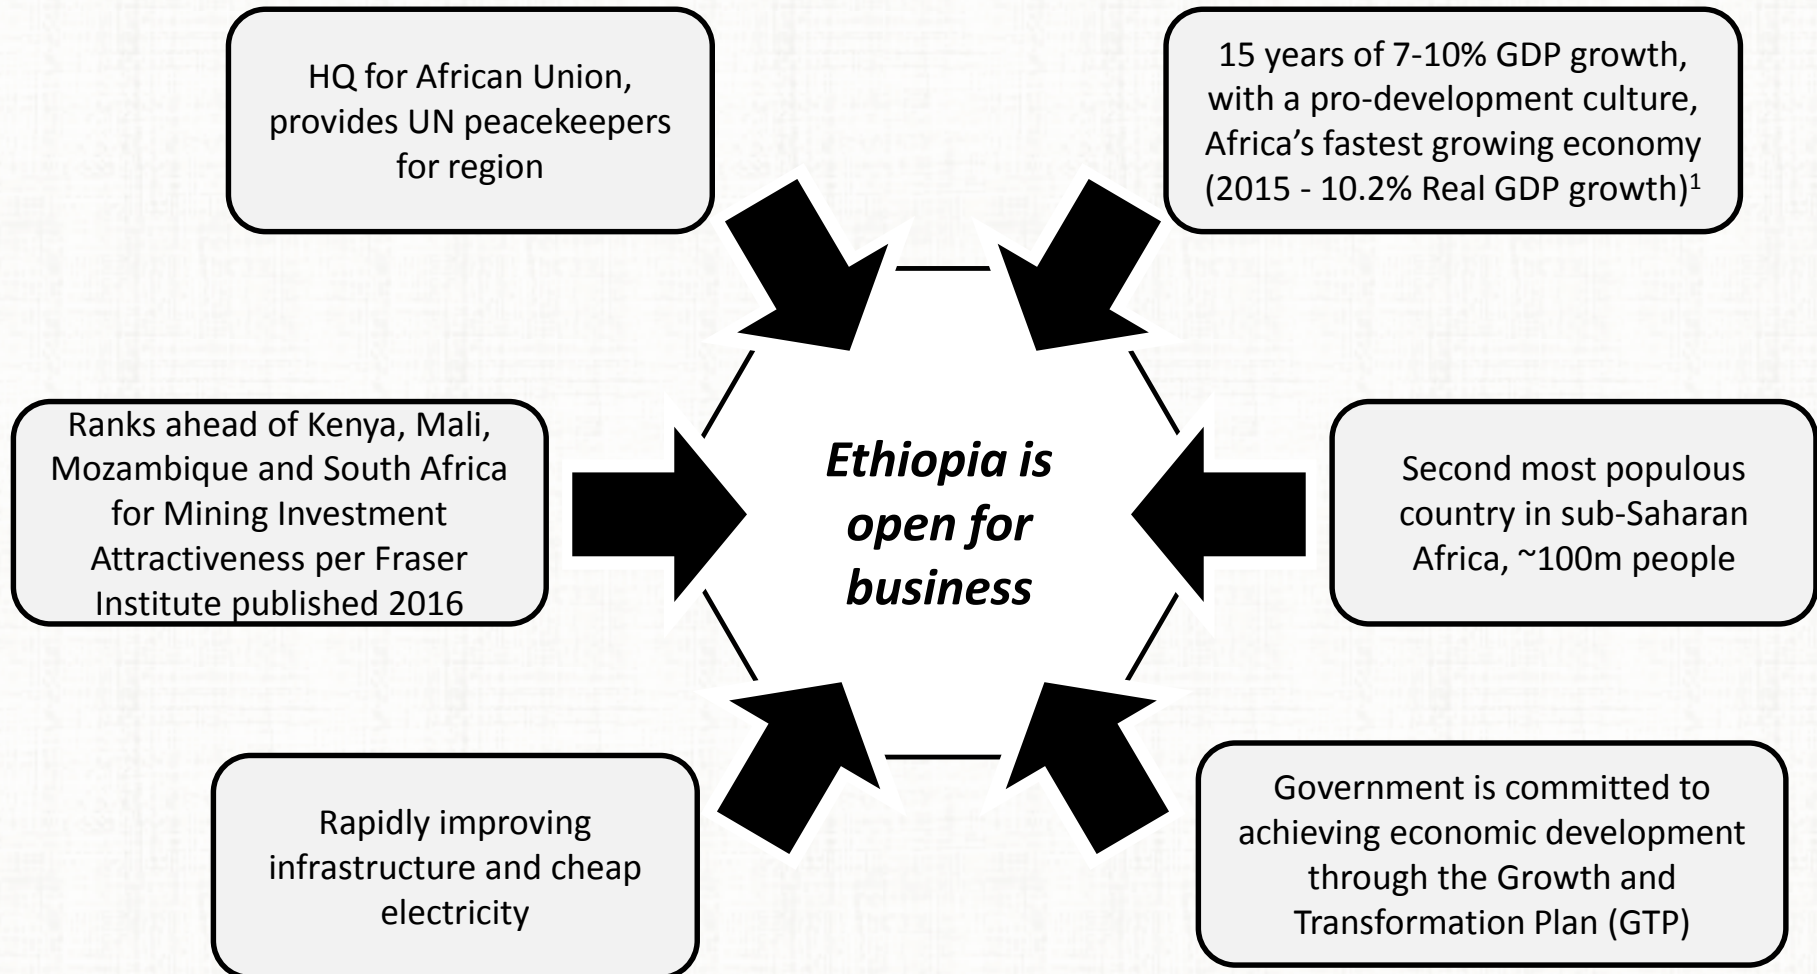 HQ for African Union,
provides UN peacekeepers
for region
15 years of 7-10% GDP growth,
with a pro-development culture,
Africa’s fastest growing economy
(2015 - 10.2% Real GDP growth)¹
Ranks ahead of Kenya, Mali,
Mozambique and South Africa
for Mining Investment
Attractiveness per Fraser
Institute published 2016
Ethiopia is
open for
business
Second most populous
country in sub-Saharan
Africa, ~100m people
Rapidly improving
infrastructure and cheap
electricity
Government is committed to
achieving economic development
through the Growth and
Transformation Plan (GTP)